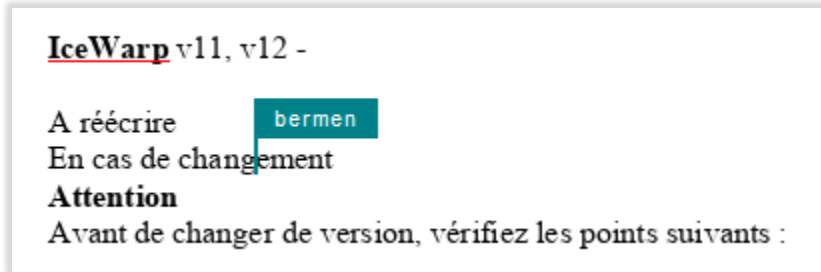 IceWarp v11, v12 -
bermen
A réécrire
En cas de changement
Attention
Avant de changer de version, vérifiez les points suivants :